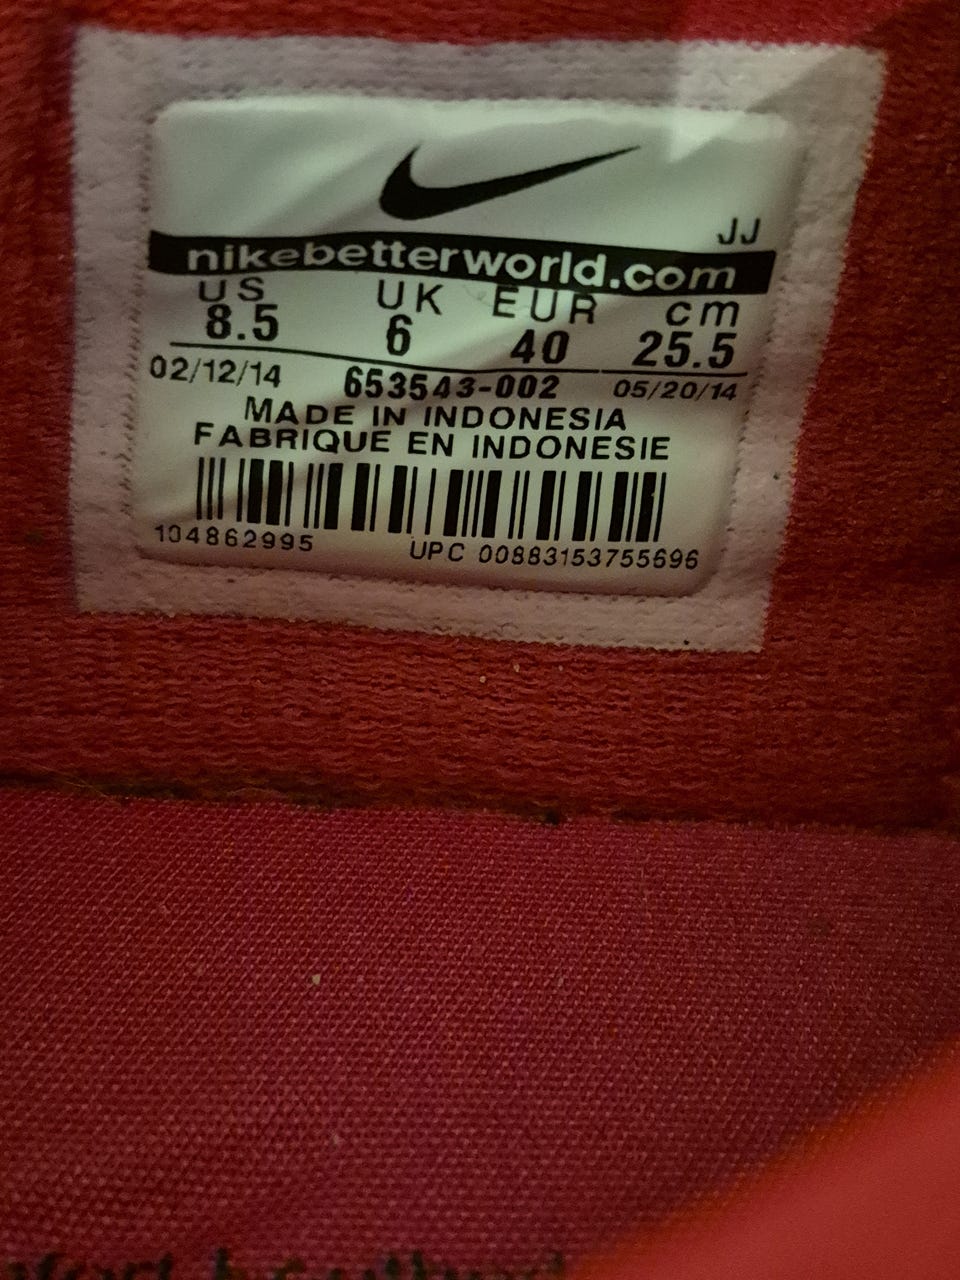 JJ
nikebetterworld.com
US UK EUR cm
8.5 6 40 25.5
02/12/14 653543-002 05/20/14
MADE IN INDONESIA
FABRIQUE EN INDONESIE
104862995 UPC 00883153755696